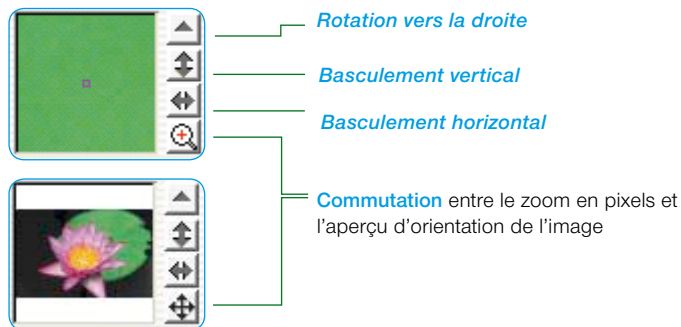 Rotation vers la droite
Basculement vertical
Basculement horizontal
Commutation entre le zoom en pixels et
l’aperçu d’orientation de l’image